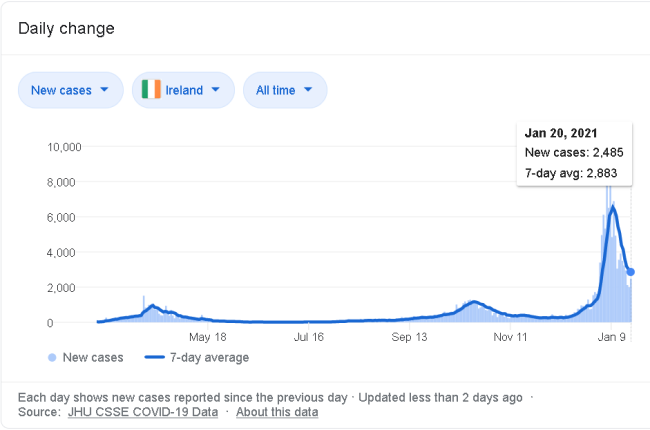 Daily change
New cases
Ireland
All time
Jan 20, 2021
New cases: 2,485
7-day avg: 2,883
10,000
8,000
6,000
4,000
2,000
0
May 18
Jul 16
Sep 13
Nov 11
Jan 9
New cases
7-day average
Each day shows new cases reported since the previous day · Updated less than 2 days ago ·
Source: JHU CSSE COVID-19 Data · About this data